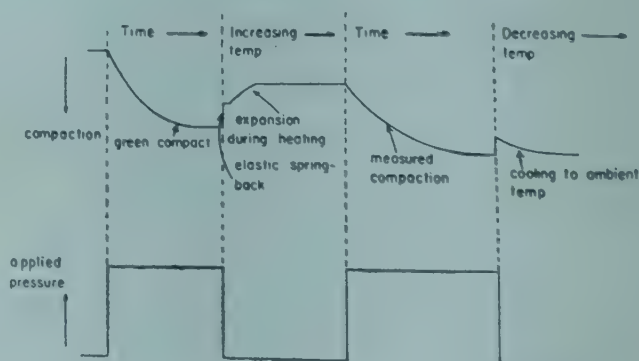 Time
Increasing
temp
Time
Decreasing
temp
compaction
green compact
expansion
during heating
elastic spring-
back
measured
compaction
cooling to ambient
temp
applied
pressure